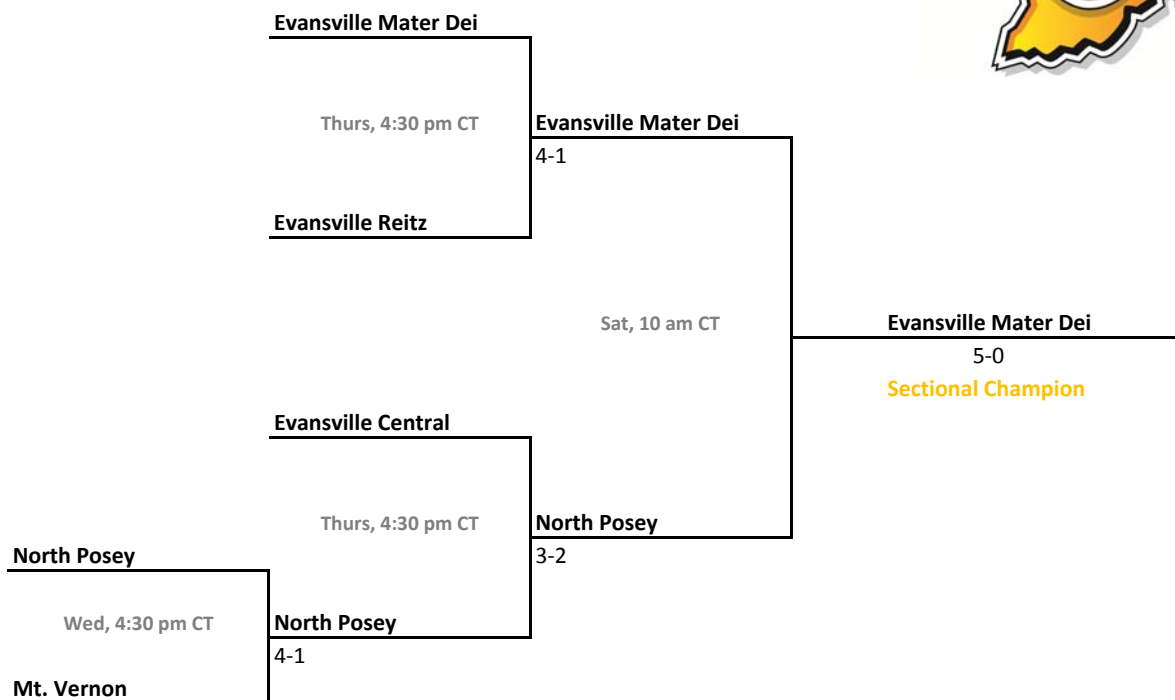 Evansville Mater Dei
Thurs, 4:30 pm CT
Evansville Mater Dei
4-1
Evansville Reitz
Sat, 10 am CT
Evansville Mater Dei
5-0
Sectional Champion
Evansville Central
Thurs, 4:30 pm CT
North Posey
3-2
North Posey
Wed, 4:30 pm CT
North Posey
4-1
Mt. Vernon